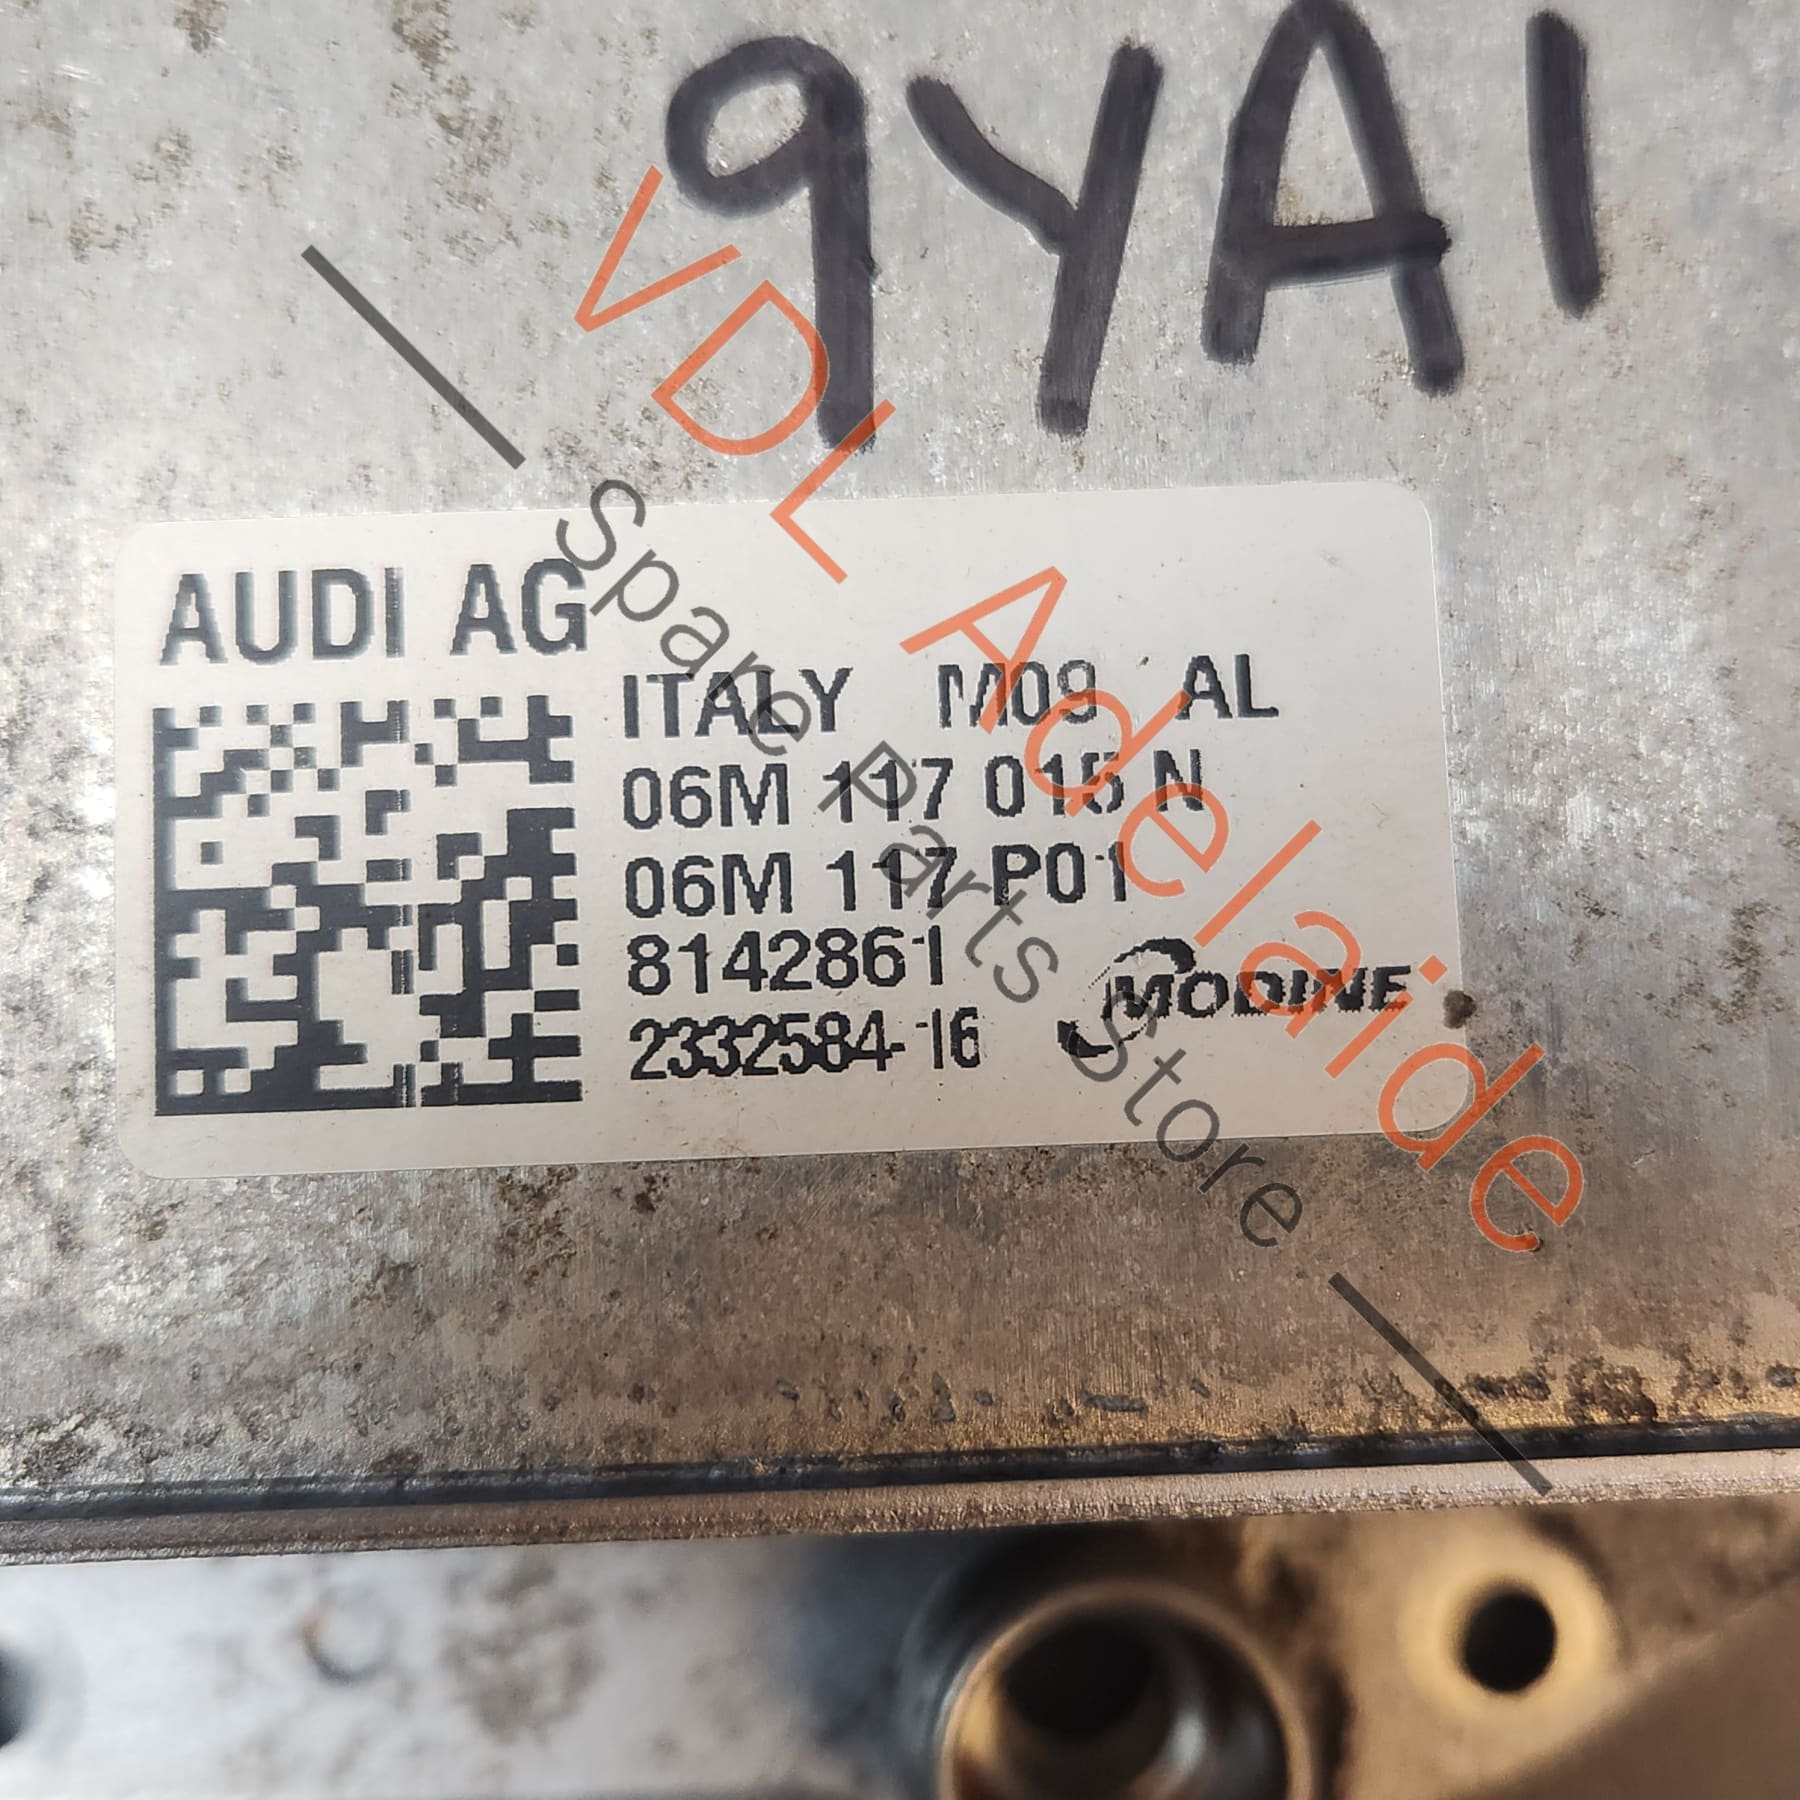 9YA1
AUDI AG
ITALY M09 AL
06M 117 015 N
06M 117 P01
8142861
2332584-16
MODINE
VDL Adelaide
Spare Parts Store